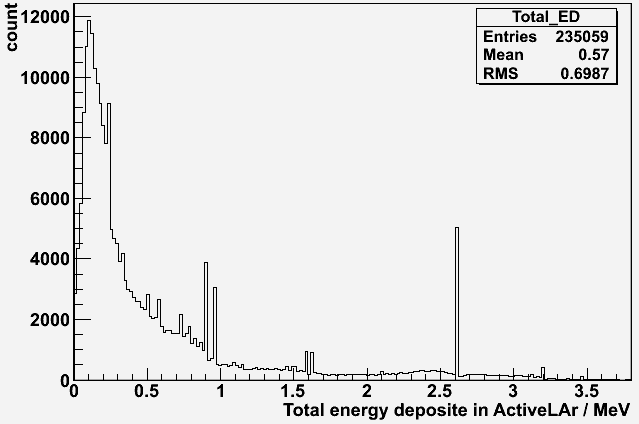 count
Total_ED
Entries 235059
Mean 0.57
RMS 0.6987
12000
10000
8000
6000
4000
2000
0
0 0.5 1 1.5 2 2.5 3 3.5
Total energy deposite in ActiveLAr / MeV